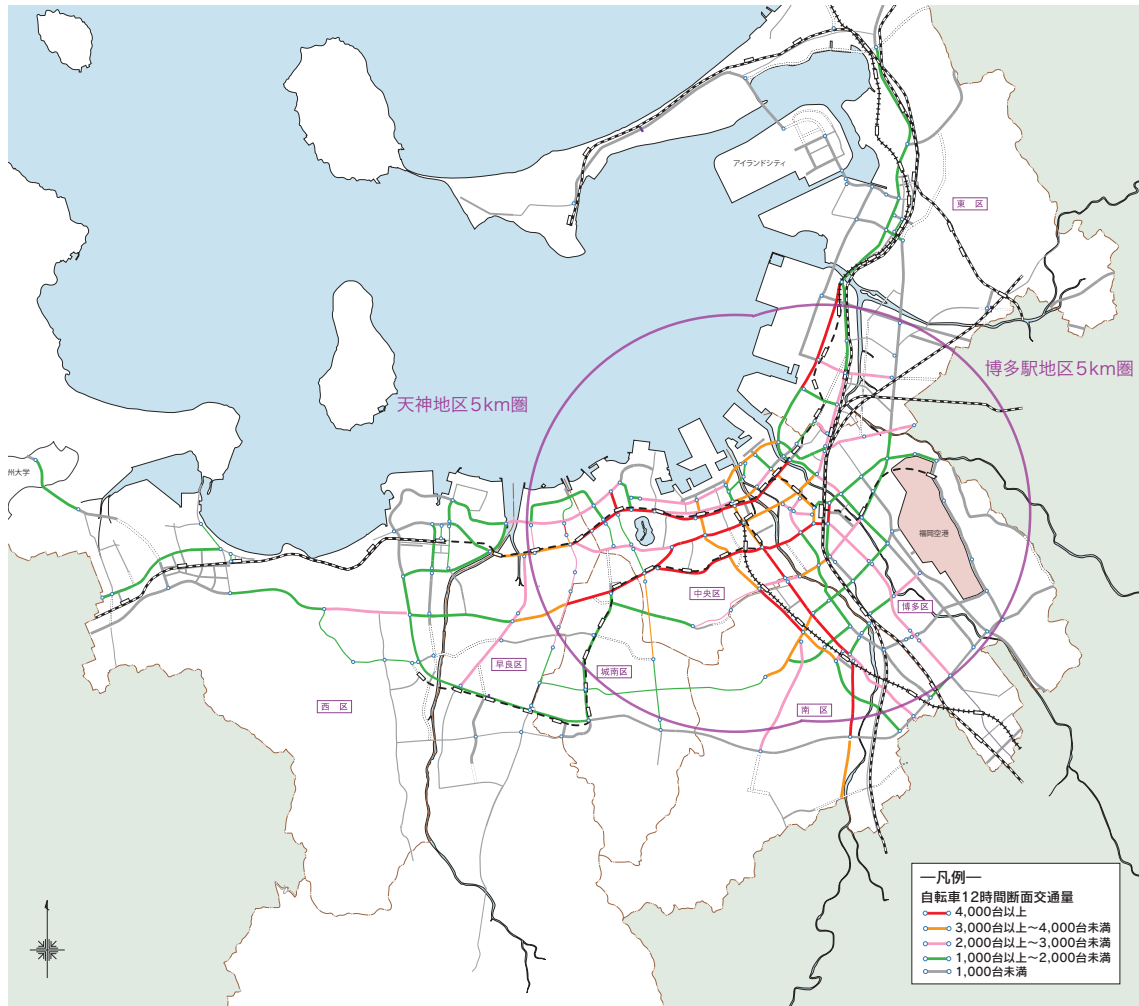 アイランドシティ
東 区
博多駅地区5km圏
天神地区5km圏
州大学
福岡空港
中央区
博多区
早良区
城南区
西 区
南 区
―凡例―
自転車12時間断面交通量
4,000台以上
3,000台以上～4,000台未満
2,000台以上～3,000台未満
1,000台以上～2,000台未満
1,000台未満